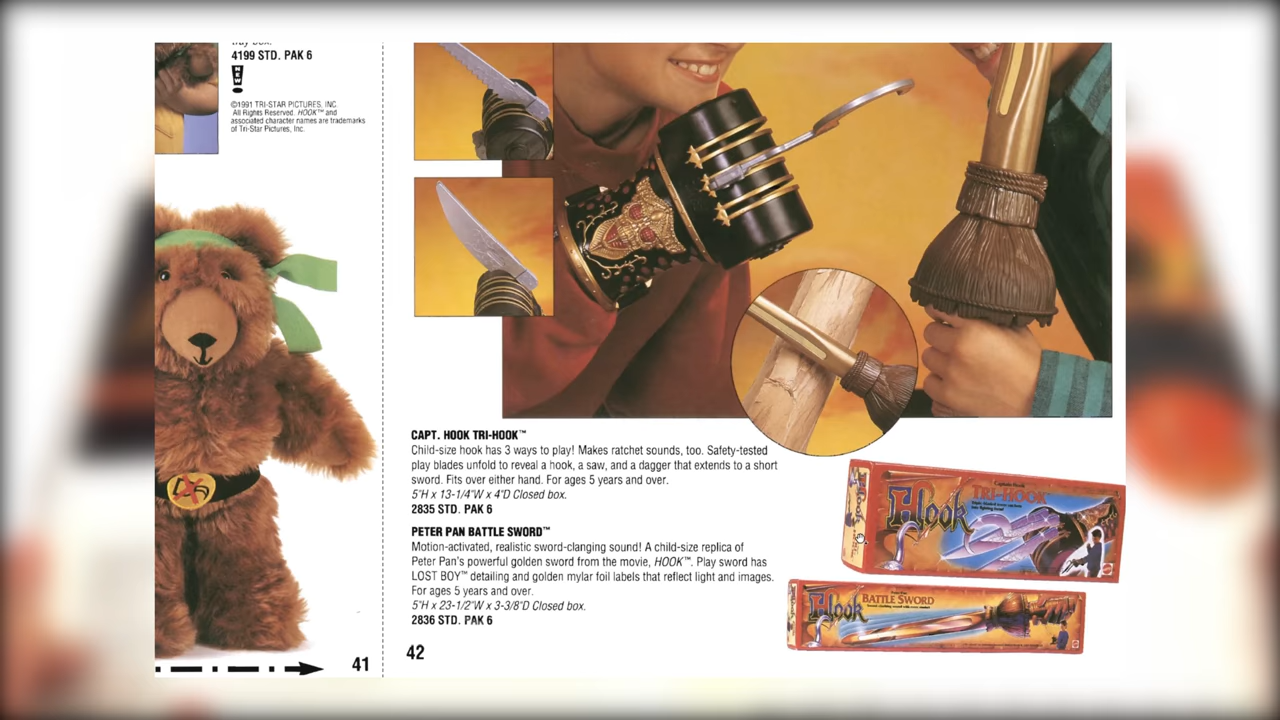 4199 STD. PAK 6
NEW
©1991 TRI-STAR PICTURES, INC.
All Rights Reserved. HOOK™ and
associated character names are trademarks
of Tri-Star Pictures, Inc.
41
CAPT. HOOK TRI-HOOK™
Child-size hook has 3 ways to play! Makes ratchet sounds, too. Safety-tested
play blades unfold to reveal a hook, a saw, and a dagger that extends to a short
sword. Fits over either hand. For ages 5 years and over.
5"H x 13-1/4"W x 4"D Closed box.
2835 STD. PAK 6
PETER PAN BATTLE SWORD™
Motion-activated, realistic sword-clanging sound! A child-size replica of
Peter Pan's powerful golden sword from the movie, HOOK™. Play sword has
LOST BOY™ detailing and golden mylar foil labels that reflect light and images.
For ages 5 years and over.
5"H x 23-1/2"W x 3-3/8"D Closed box.
2836 STD. PAK 6
42
Captain Hook
TRI-HOOK
Hook
BATTLE SWORD
Hook